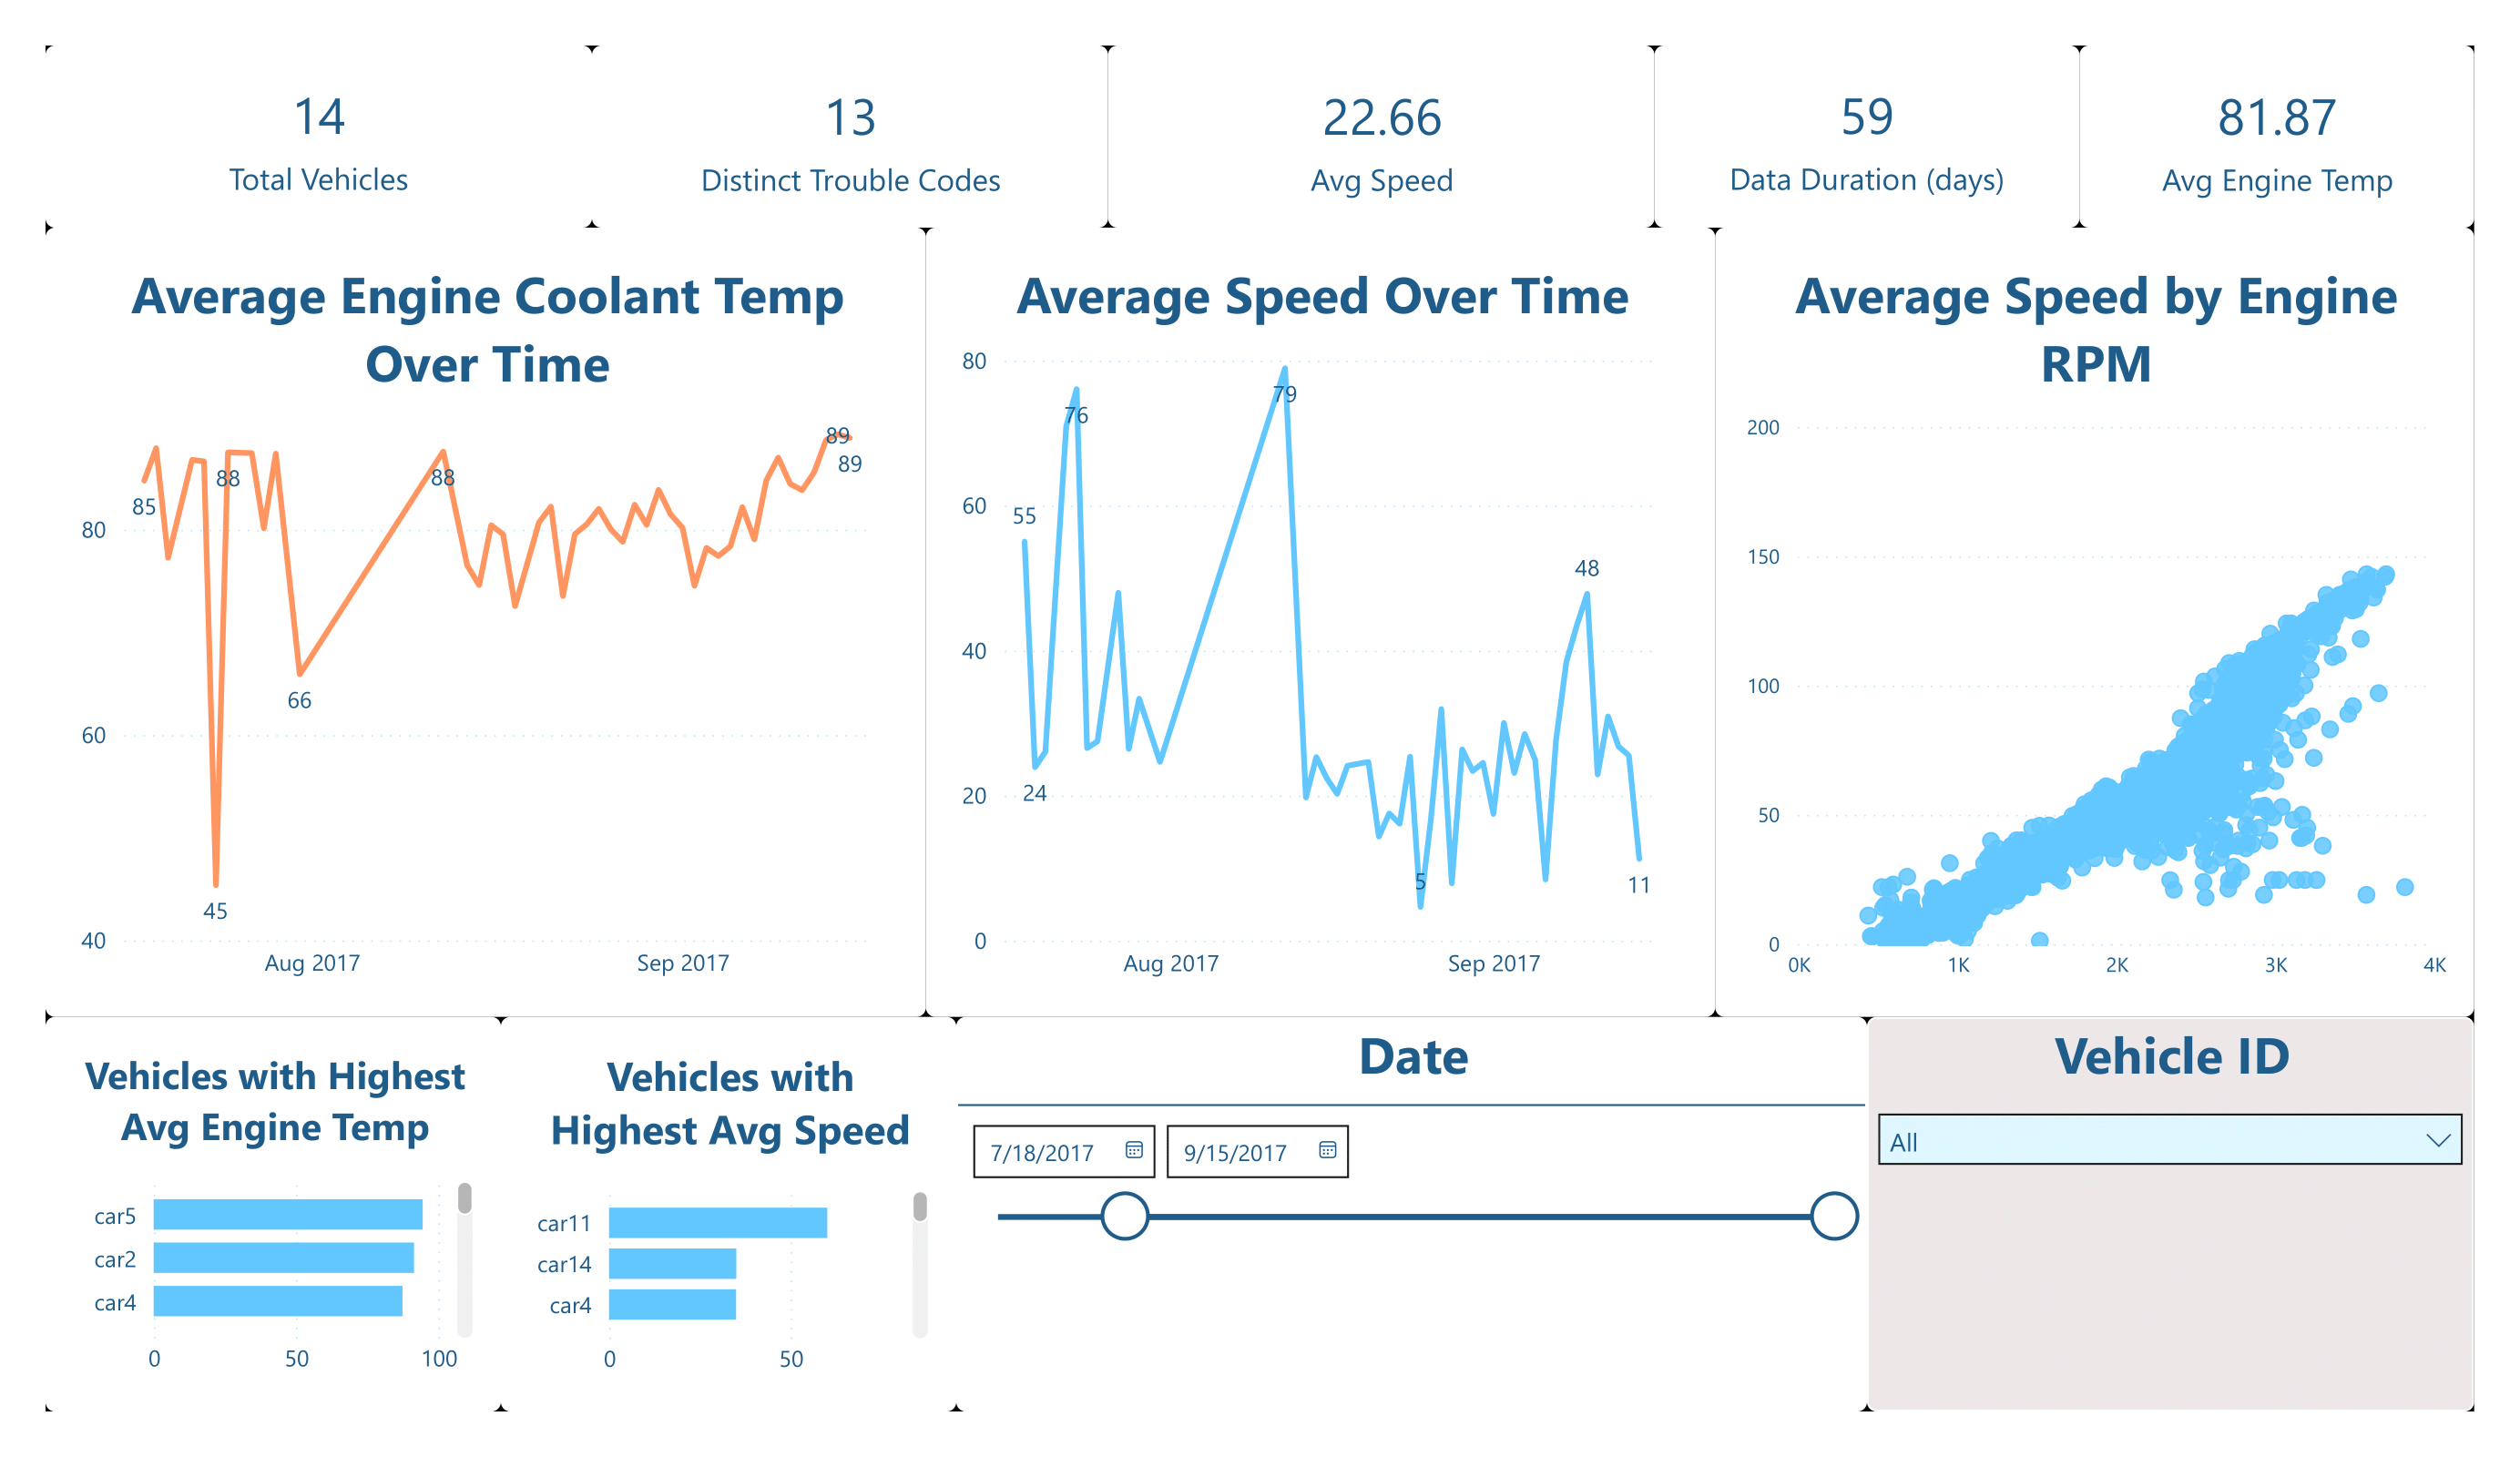 14
Total Vehicles
13
Distinct Trouble Codes
22.66
Avg Speed
59
Data Duration (days)
81.87
Avg Engine Temp
Average Engine Coolant Temp
Over Time
85
88
88
89
89
80
66
60
45
40
Aug 2017
Sep 2017
Average Speed Over Time
80
79
76
60
55
48
40
24
20
5
11
0
Aug 2017
Sep 2017
Average Speed by Engine
RPM
200
150
100
50
0
0K
1K
2K
3K
4K
Vehicles with Highest
Avg Engine Temp
car5
car2
car4
0
50
100
Vehicles with
Highest Avg Speed
car11
car14
car4
0
50
Date
7/18/2017
9/15/2017
Vehicle ID
All